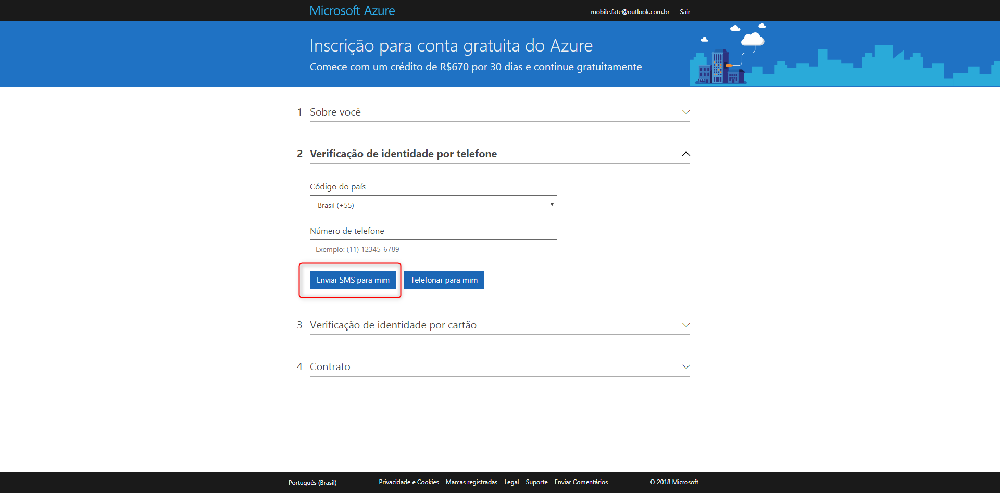 Microsoft Azure
mobile.fate@outlook.com.br Sair
Inscrição para conta gratuita do Azure
Comece com um crédito de R$670 por 30 dias e continue gratuitamente
1 Sobre você
2 Verificação de identidade por telefone
Código do país
Brasil (+55)
Número de telefone
Exemplo: (11) 12345-6789
Enviar SMS para mim Telefonar para mim
3 Verificação de identidade por cartão
4 Contrato
Português (Brasil) Privacidade e Cookies Marcas registradas Legal Suporte Enviar Comentários © 2018 Microsoft